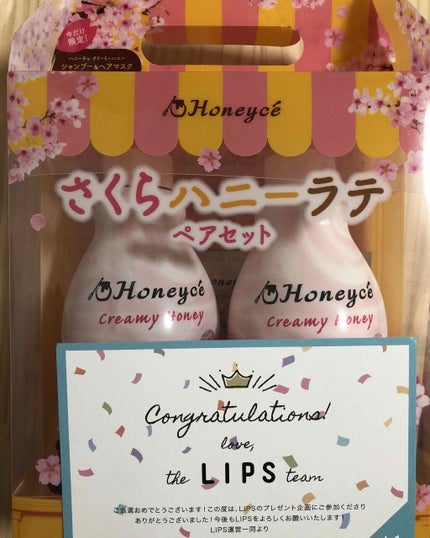 今だけ
限定!
ハニーチェ クリーミーハニー
シャンプー&ヘアマスク
Honeycé
さくらハニーラテ
ペアセット
Honeycé
Creamy Honey
Honeycé
Creamy Honey
Congratulations!
love,
the LIPS team
ご当選おめでとうございます!この度は、LIPSのプレゼント企画にご参加くださり
ありがとうございました!今後もLIPSをよろしくお願いいたします!
LIPS運営一同より